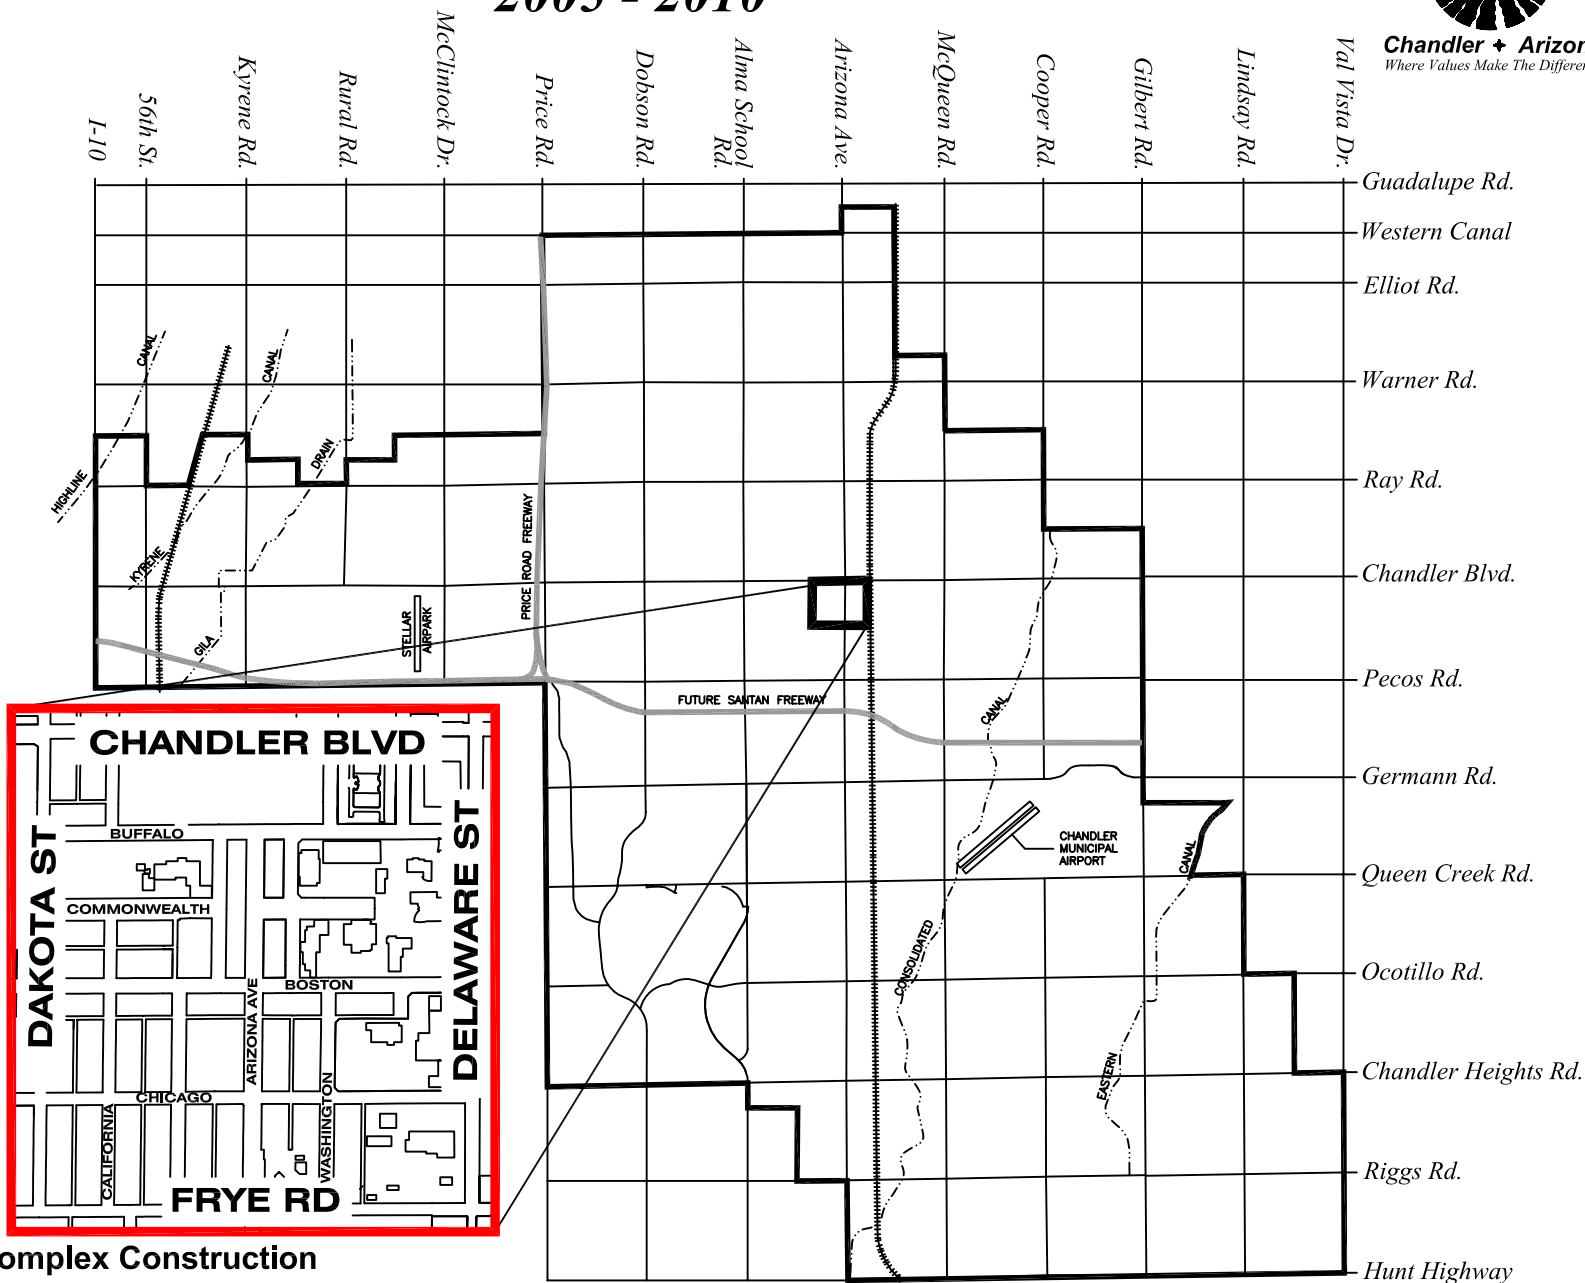 2005 - 2010
Chandler + Arizon
Where Values Make The Differen
I-10
56th St.
Kyrene Rd.
Rural Rd.
McClintock Dr.
Price Rd.
Dobson Rd.
Alma School
Rd.
Arizona Ave.
McQueen Rd.
Cooper Rd.
Gilbert Rd.
Lindsay Rd.
Val Vista Dr.
Guadalupe Rd.
Western Canal
Elliot Rd.
Warner Rd.
Ray Rd.
Chandler Blvd.
Pecos Rd.
Germann Rd.
Queen Creek Rd.
Ocotillo Rd.
Chandler Heights Rd.
Riggs Rd.
Hunt Highway
CANAL
HIGHLINE
CANAL
KYRENE
DRAIN
GILA
STELLAR
AIRPARK
PRICE ROAD FREEWAY
FUTURE SANTAN FREEWAY
CANAL
CONSOLIDATED
CHANDLER
MUNICIPAL
AIRPORT
CANAL
EASTERN
CHANDLER BLVD
DAKOTA ST
DELAWARE ST
BUFFALO
COMMONWEALTH
BOSTON
ARIZONA AVE
CHICAGO
CALIFORNIA
WASHINGTON
FRYE RD
omplex Construction